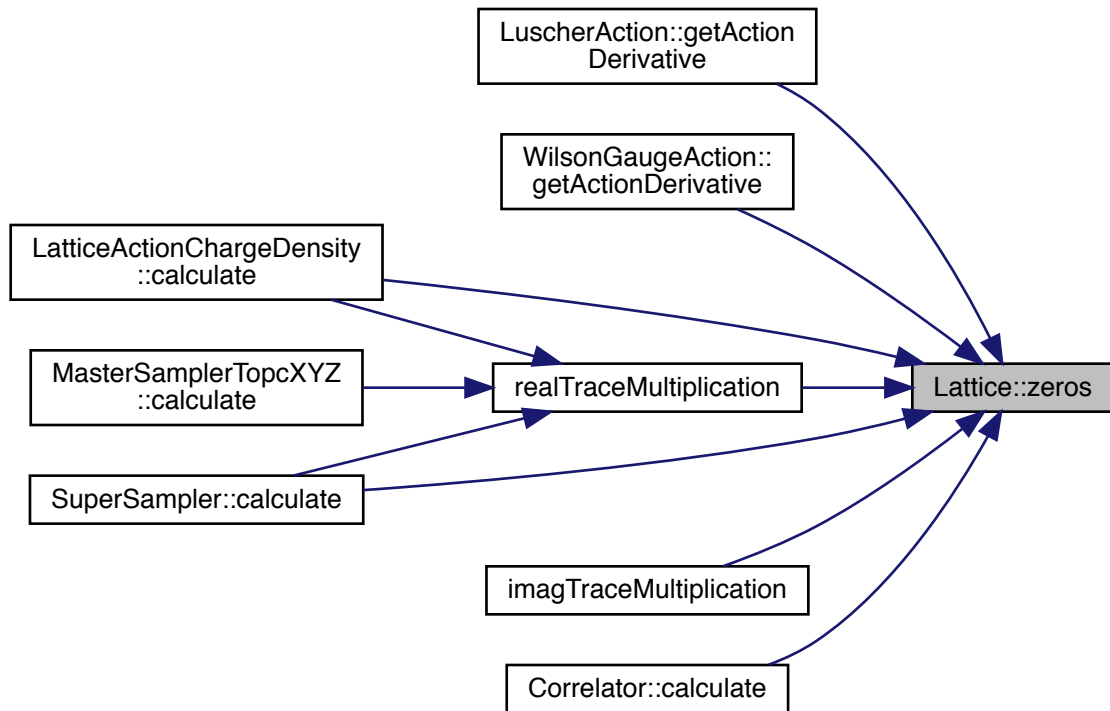 LuscherAction::getAction
Derivative
WilsonGaugeAction::
getActionDerivative
LatticeActionChargeDensity
::calculate
MasterSamplerTopcXYZ
::calculate
realTraceMultiplication
Lattice::zeros
SuperSampler::calculate
imagTraceMultiplication
Correlator::calculate